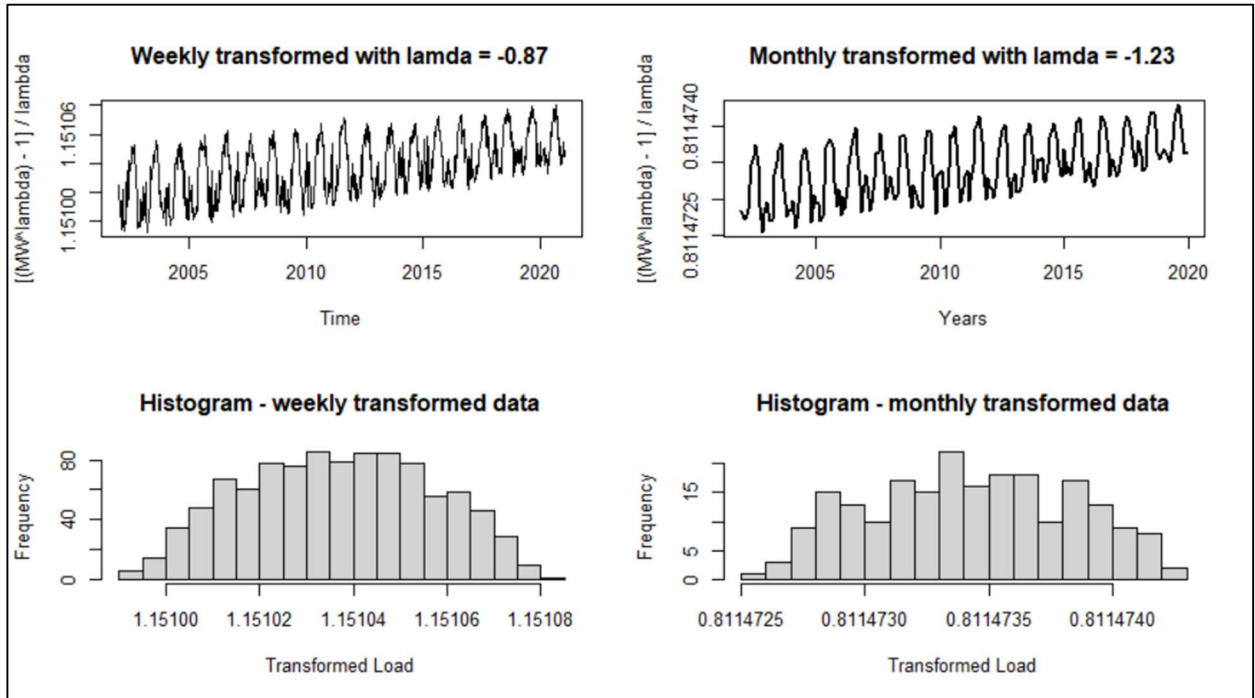 Weekly transformed with lamda = -0.87
[(MW^lambda) - 1] / lambda
1.15106
1.15100
2005 2010 2015 2020
Time
Monthly transformed with lamda = -1.23
[(MW^lambda) - 1] / lambda
0.8114740
0.8114725
2005 2010 2015 2020
Years
Histogram - weekly transformed data
Frequency
80
40
0
1.15100 1.15102 1.15104 1.15106 1.15108
Transformed Load
Histogram - monthly transformed data
Frequency
15
5
0
0.8114725 0.8114730 0.8114735 0.8114740
Transformed Load